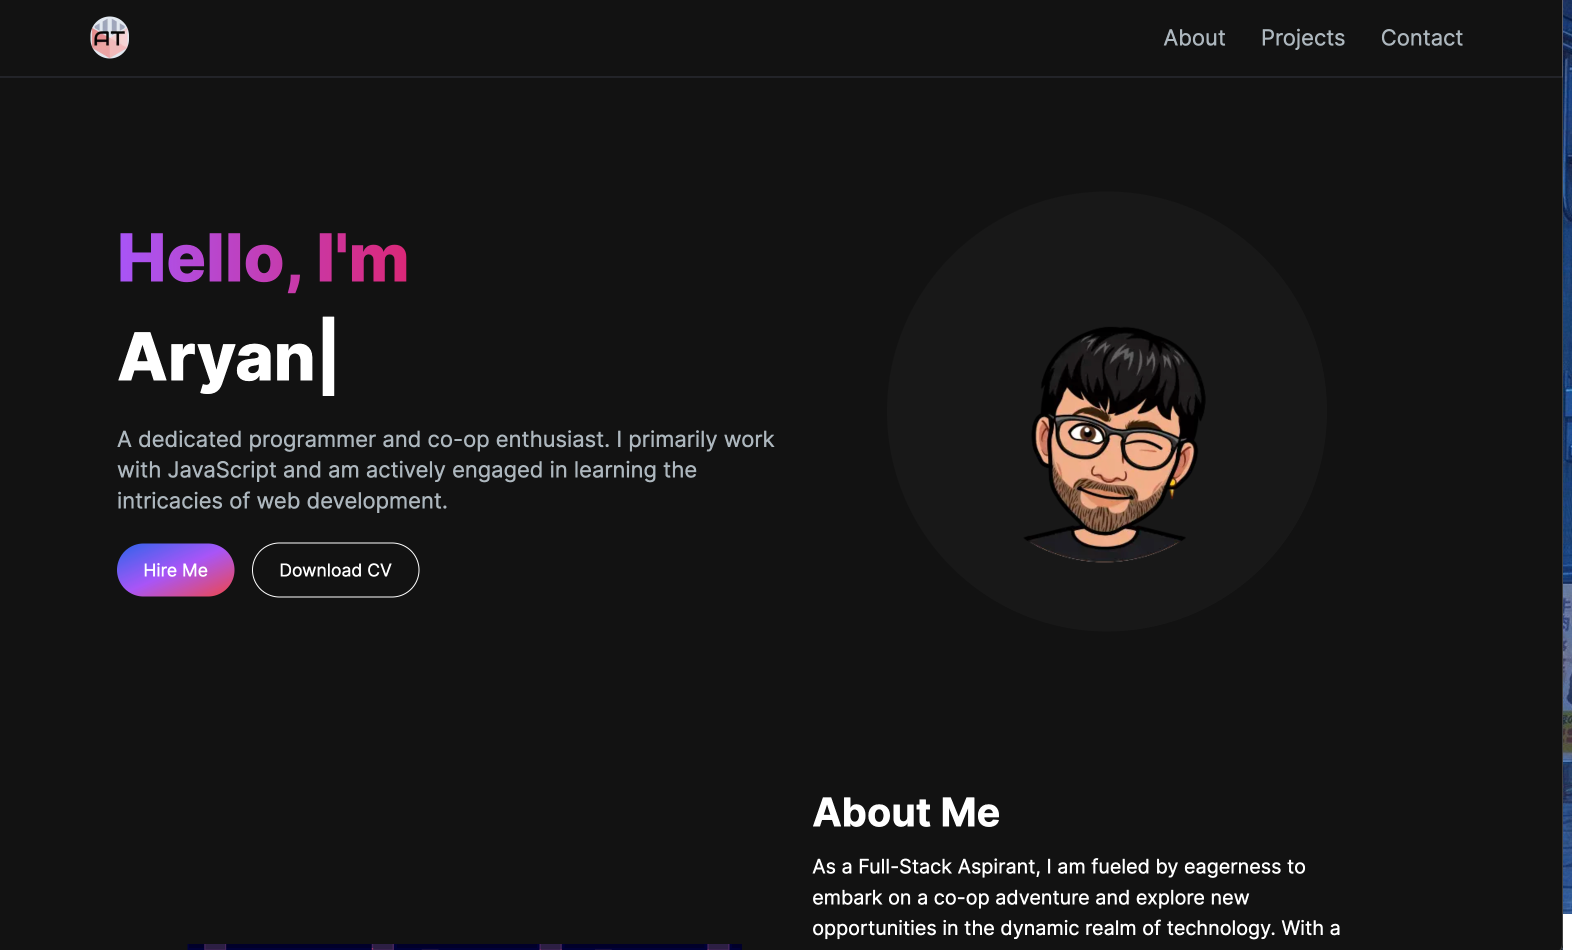 AT
About Projects Contact
Hello, I'm
Aryan|
A dedicated programmer and co-op enthusiast. I primarily work
with JavaScript and am actively engaged in learning the
intricacies of web development.
Hire Me
Download CV
About Me
As a Full-Stack Aspirant, I am fueled by eagerness to
embark on a co-op adventure and explore new
opportunities in the dynamic realm of technology. With a